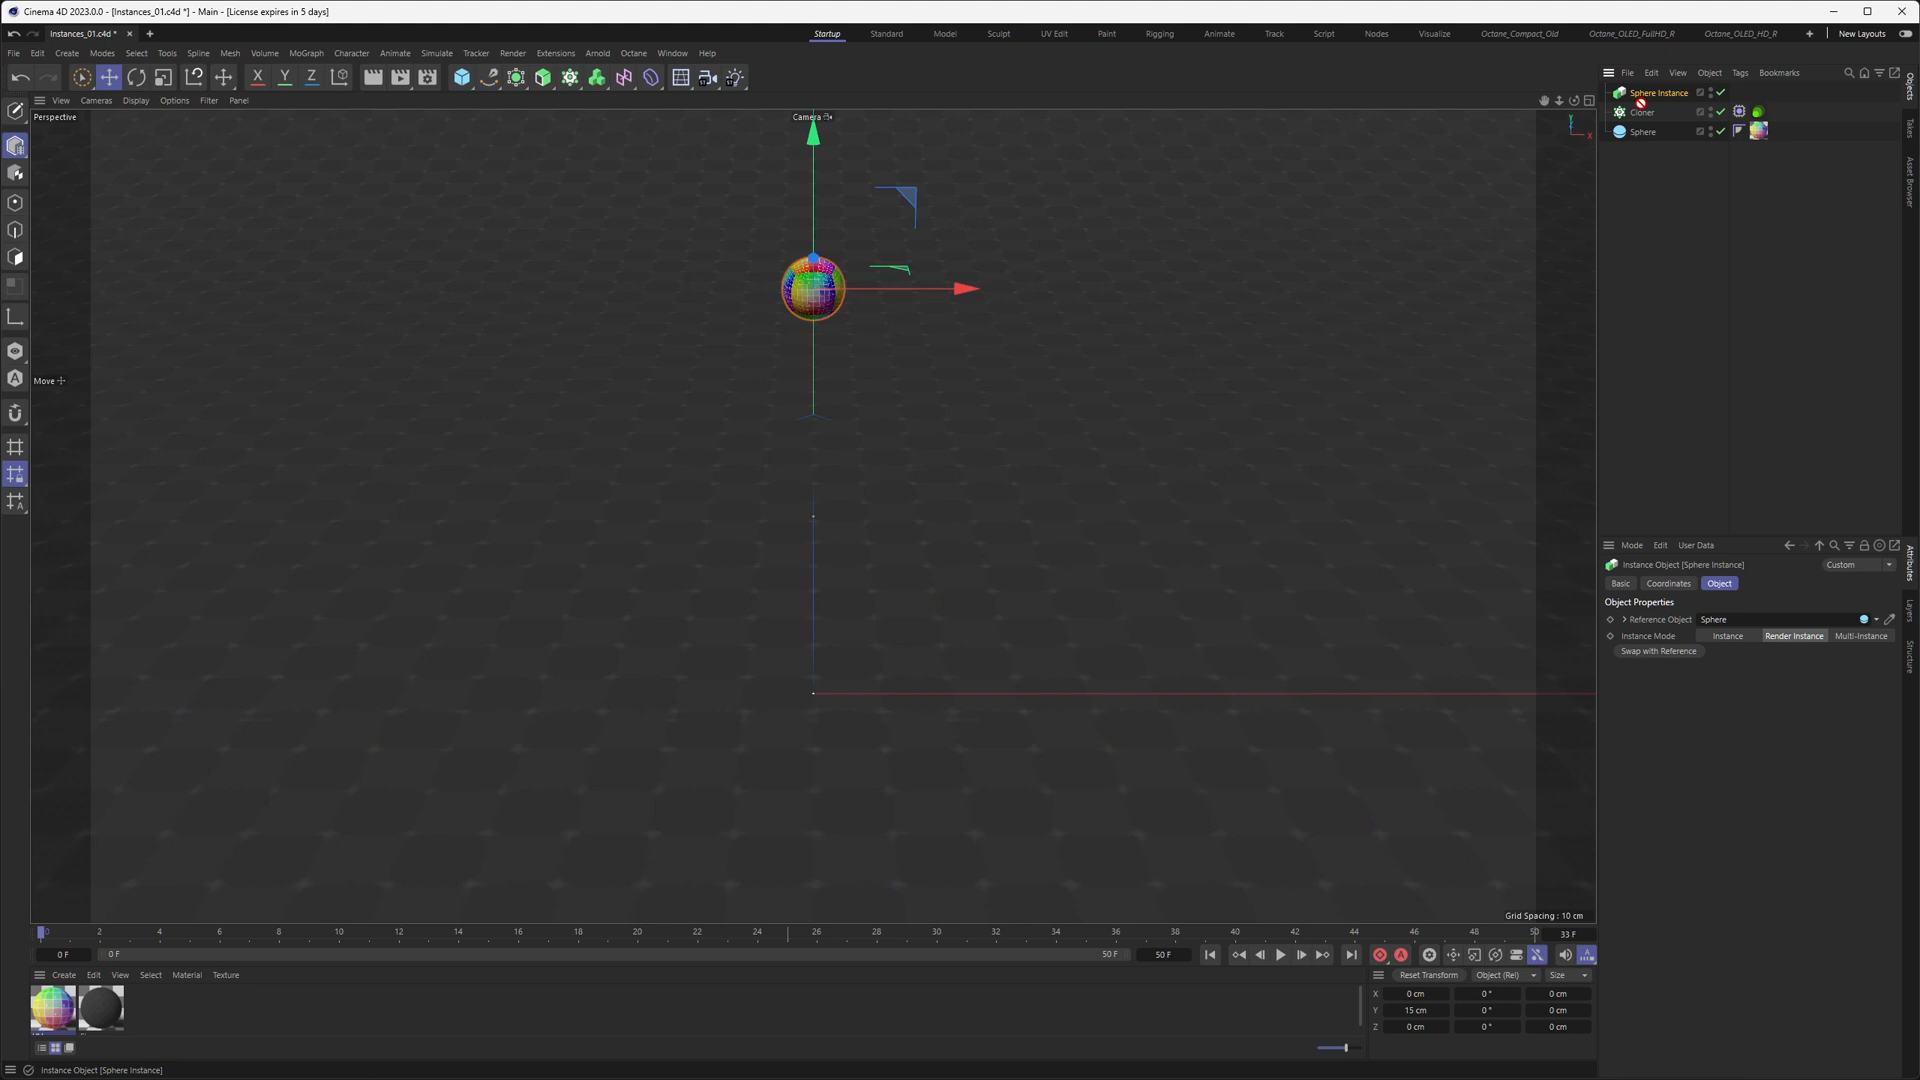 Cinema 4D 2023.0.0 - [Instances_01.c4d *] - Main - [License expires in 5 days]
Instances_01.c4d *
Startup Standard Model Sculpt UV Edit Paint Rigging Animate Track Script Nodes Visualize Octane_Compact_Old Octane_OLED_FullHD_R Octane_OLED_HD_R New Layouts
File Edit Create Modes Select Tools Spline Mesh Volume MoGraph Character Animate Simulate Tracker Render Extensions Arnold Octane Window Help
X Y Z
File Edit View Object Tags Bookmarks
Objects
Takes
Asset Browser
Sphere Instance
Cloner
Sphere
View Cameras Display Options Filter Panel
Perspective
Camera
Y
X
Move
Grid Spacing : 10 cm
Mode Edit User Data
Attributes
Layers
Structure
Instance Object [Sphere Instance]
Custom
Basic Coordinates Object
Object Properties
Reference Object Sphere
Instance Mode Instance Render Instance Multi-Instance
Swap with Reference
0 2 4 6 8 10 12 14 16 18 20 22 24 26 28 30 32 34 36 38 40 42 44 46 48 50 33 F
0 F 0 F 50 F 50 F
Create Edit View Select Material Texture
Reset Transform Object (Rel) Size
X 0 cm 0 ° 0 cm
Y 15 cm 0 ° 0 cm
Z 0 cm 0 ° 0 cm
Instance Object [Sphere Instance]